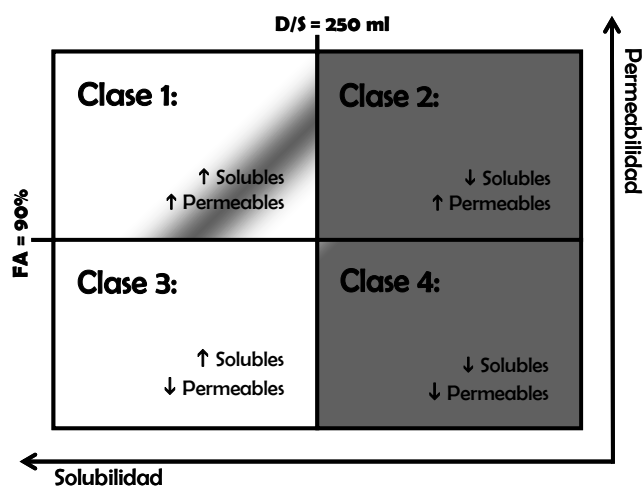 D/S = 250 ml
Permeabilidad
Clase 1:
↑ Solubles
↑ Permeables
Clase 2:
↓ Solubles
↑ Permeables
FA = 90%
Clase 3:
↑ Solubles
↓ Permeables
Clase 4:
↓ Solubles
↓ Permeables
Solubilidad